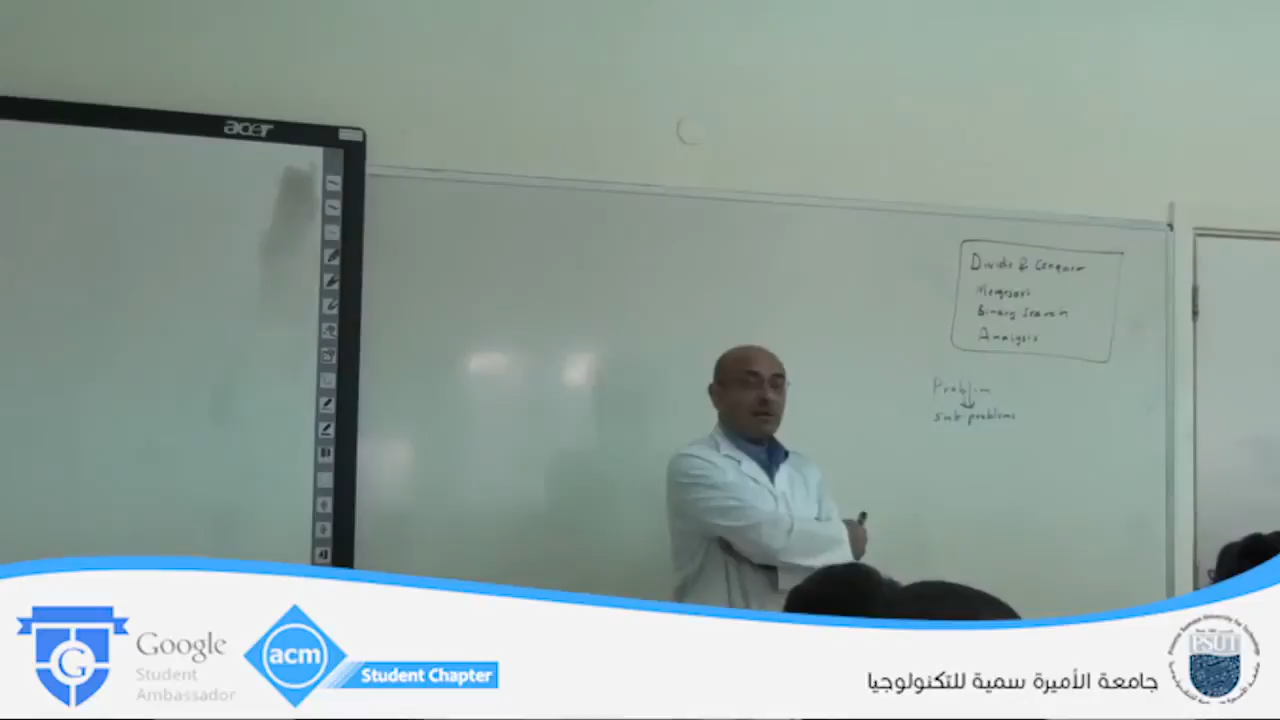 acer
Divide & Conquer
Mergesort
Binary Search
Analysis
Problem
Sub problems
Google
Student
Ambassador
acm
Student Chapter
جامعة الأميرة سمية للتكنولوجيا
PSUT